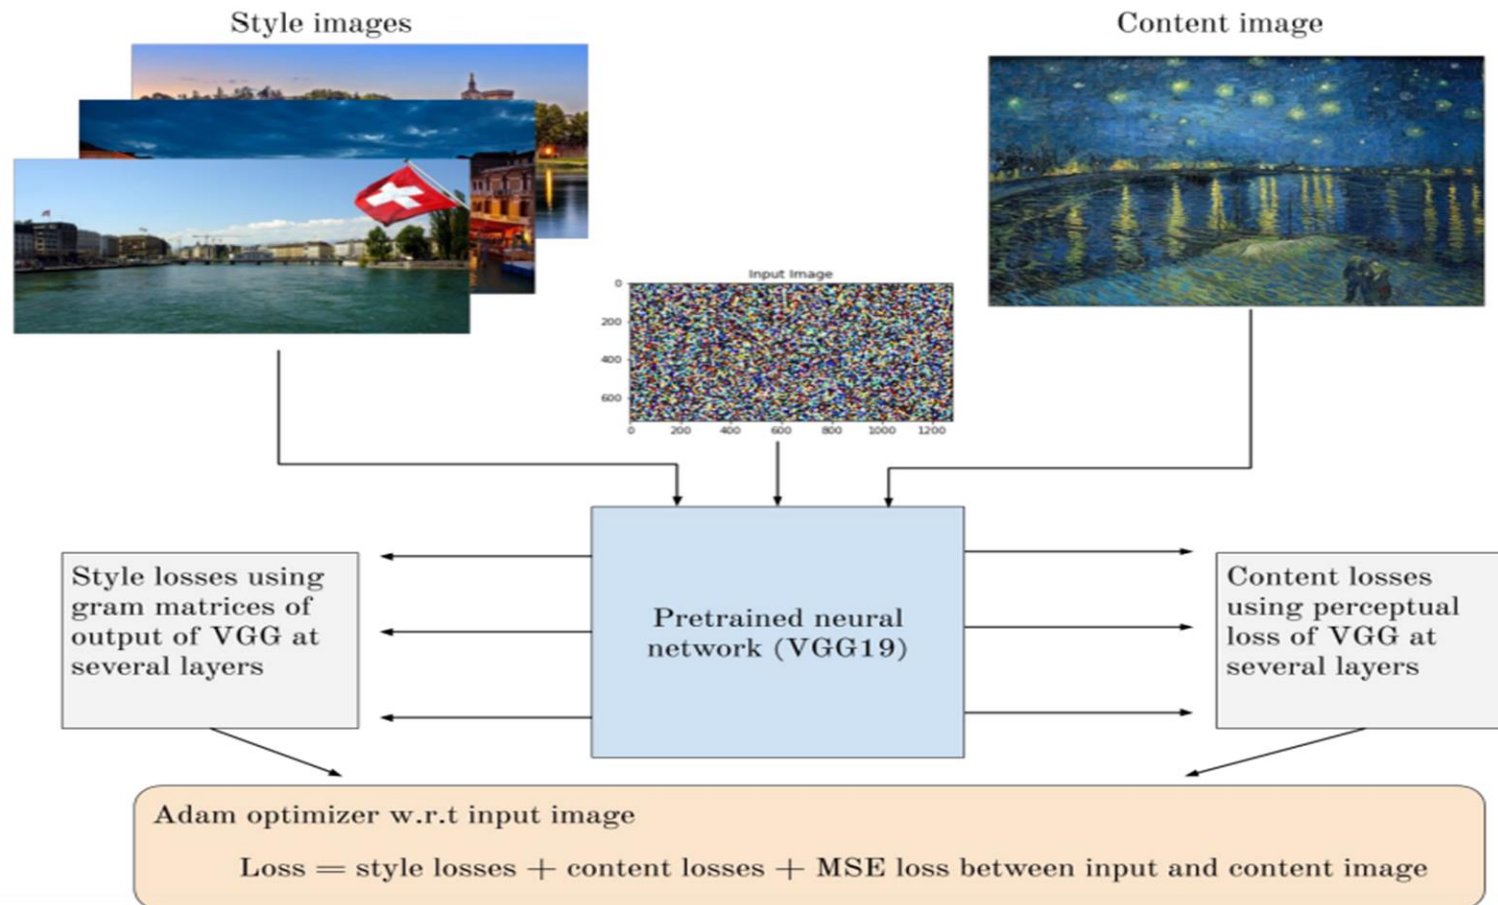 Style images
Content image
Input Image
0
200
400
600
0 200 400 600 800 1000 1200
Style losses using
gram matrices of
output of VGG at
several layers
Pretrained neural
network (VGG19)
Content losses
using perceptual
loss of VGG at
several layers
Adam optimizer w.r.t input image
Loss = style losses + content losses + MSE loss between input and content image